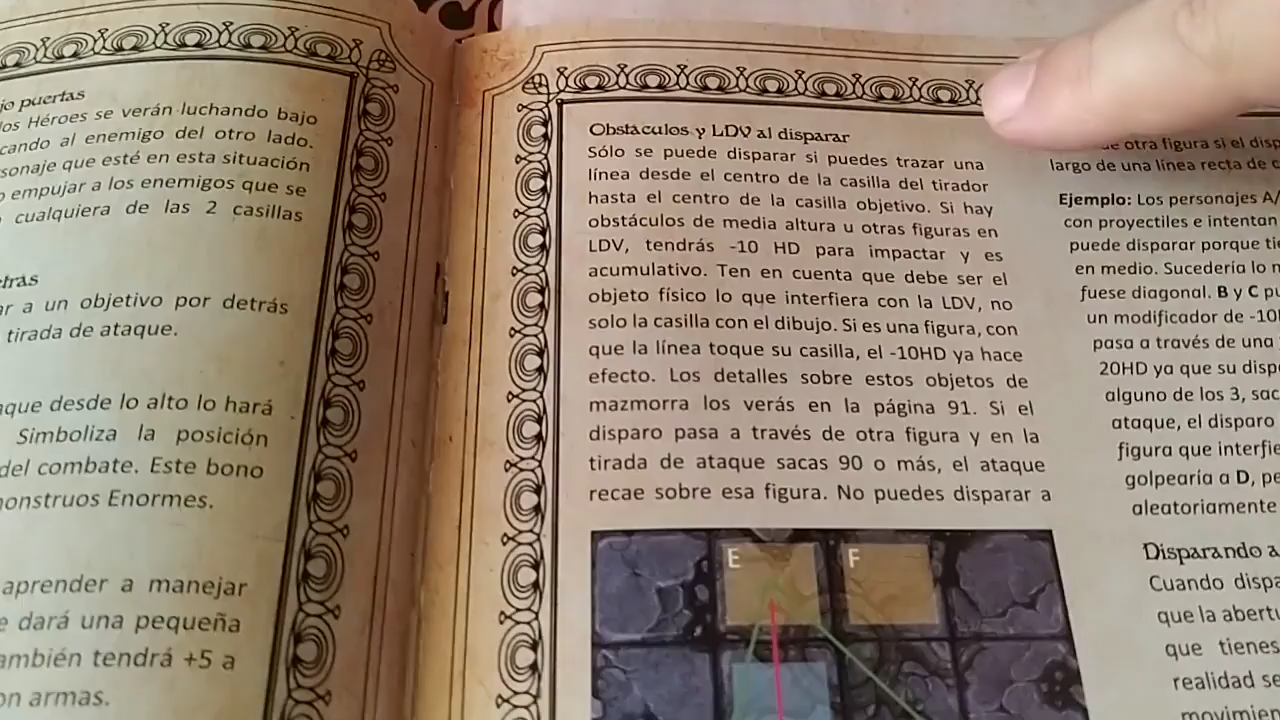 jo puertas
los Héroes se verán luchando bajo
cando al enemigo del otro lado.
sonaje que esté en esta situación
o empujar a los enemigos que se
cualquiera de las 2 casillas
trás
ar a un objetivo por detrás
tirada de ataque.
aque desde lo alto lo hará
Simboliza la posición
del combate. Este bono
onstruos Enormes.
aprender a manejar
e dará una pequeña
ambién tendrá +5 a
on armas.
Obstáculos y LDV al disparar
Sólo se puede disparar si puedes trazar una
línea desde el centro de la casilla del tirador
hasta el centro de la casilla objetivo. Si hay
obstáculos de media altura u otras figuras en
LDV, tendrás -10 HD para impactar y es
acumulativo. Ten en cuenta que debe ser el
objeto físico lo que interfiera con la LDV, no
solo la casilla con el dibujo. Si es una figura, con
que la línea toque su casilla, el -10HD ya hace
efecto. Los detalles sobre estos objetos de
mazmorra los verás en la página 91. Si el
disparo pasa a través de otra figura y en la
tirada de ataque sacas 90 o más, el ataque
recae sobre esa figura. No puedes disparar a
E F
de otra figura si el disp
largo de una línea recta de c
Ejemplo: Los personajes A/
con proyectiles e intentan
puede disparar porque tie
en medio. Sucedería lo m
fuese diagonal. B y C pu
un modificador de -10H
pasa a través de una
20HD ya que su dispa
alguno de los 3, sac
ataque, el disparo
figura que interfie
golpearía a D, pe
aleatoriamente
Disparando a
Cuando dispa
que la abertu
que tienes
realidad se
movimien